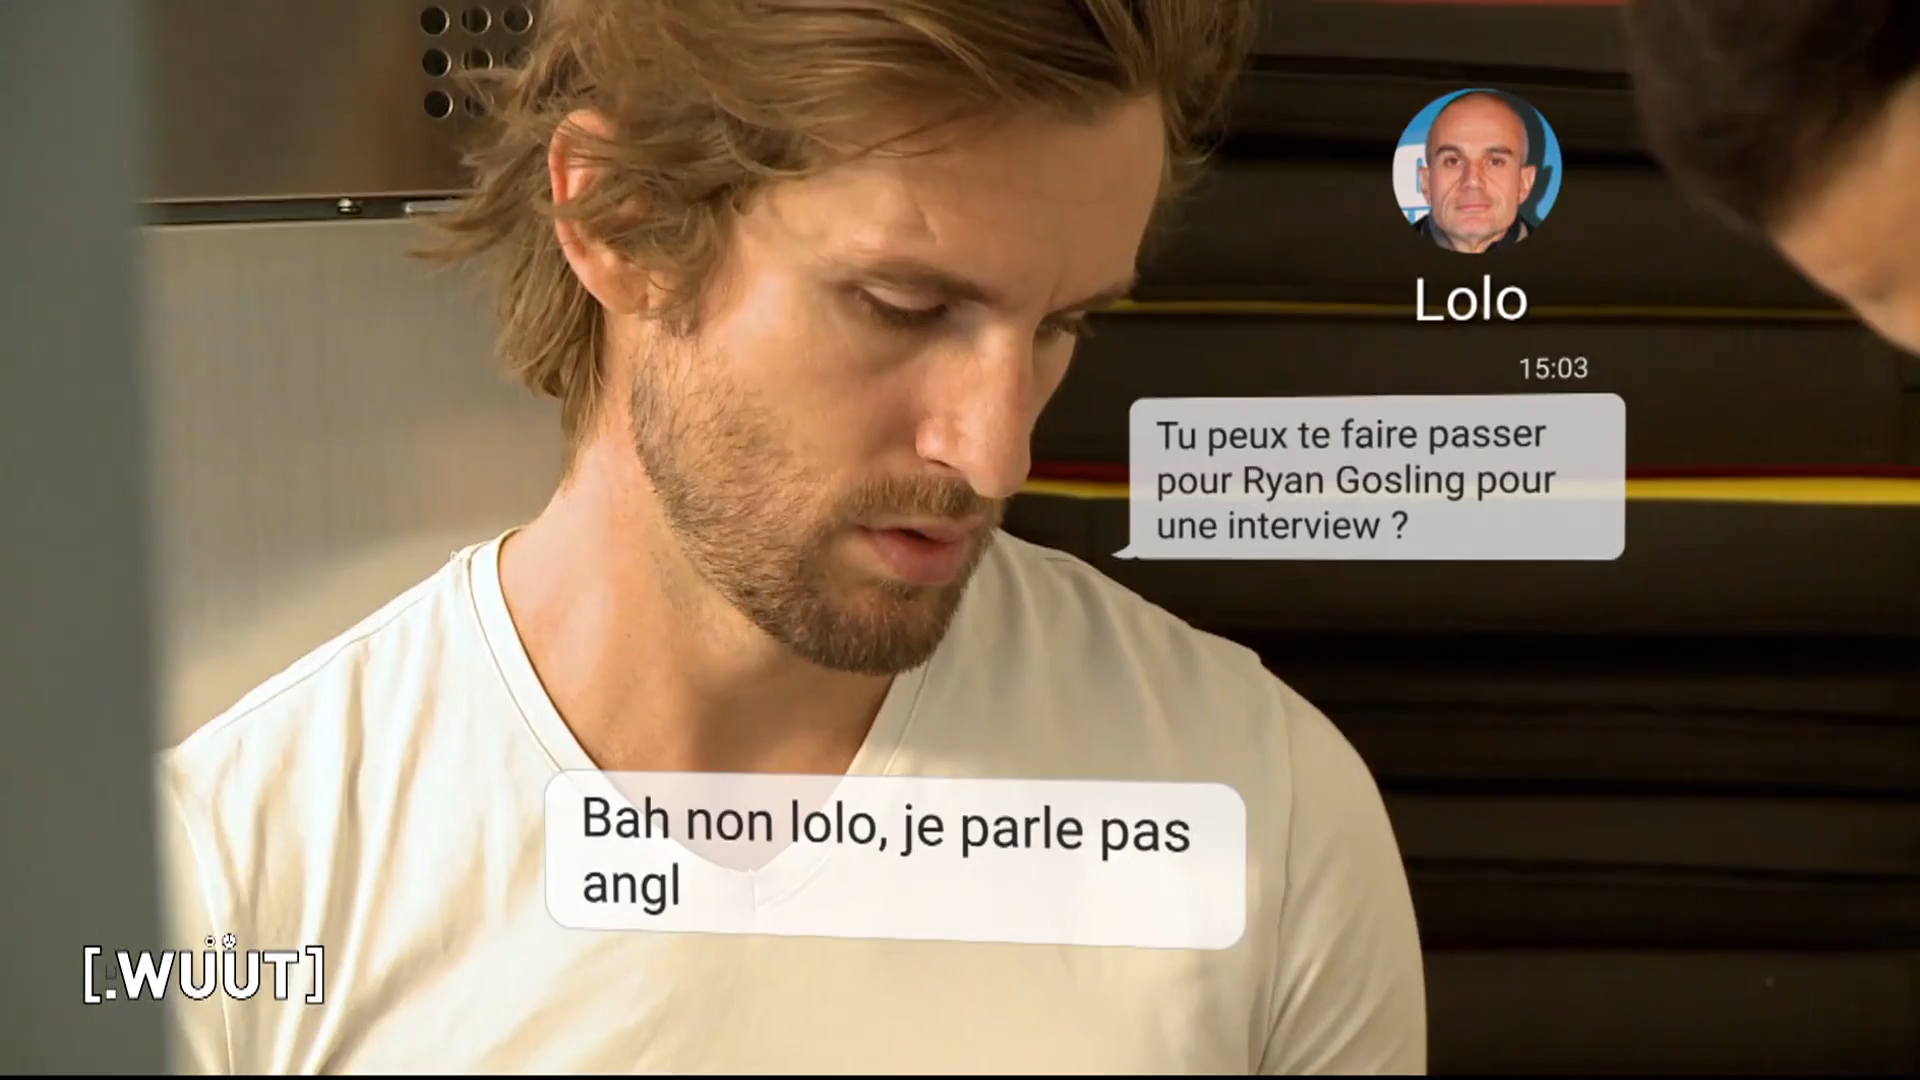 Lolo
15:03
Tu peux te faire passer
pour Ryan Gosling pour
une interview ?
Bah non lolo, je parle pas
angl
[.WUÜT]